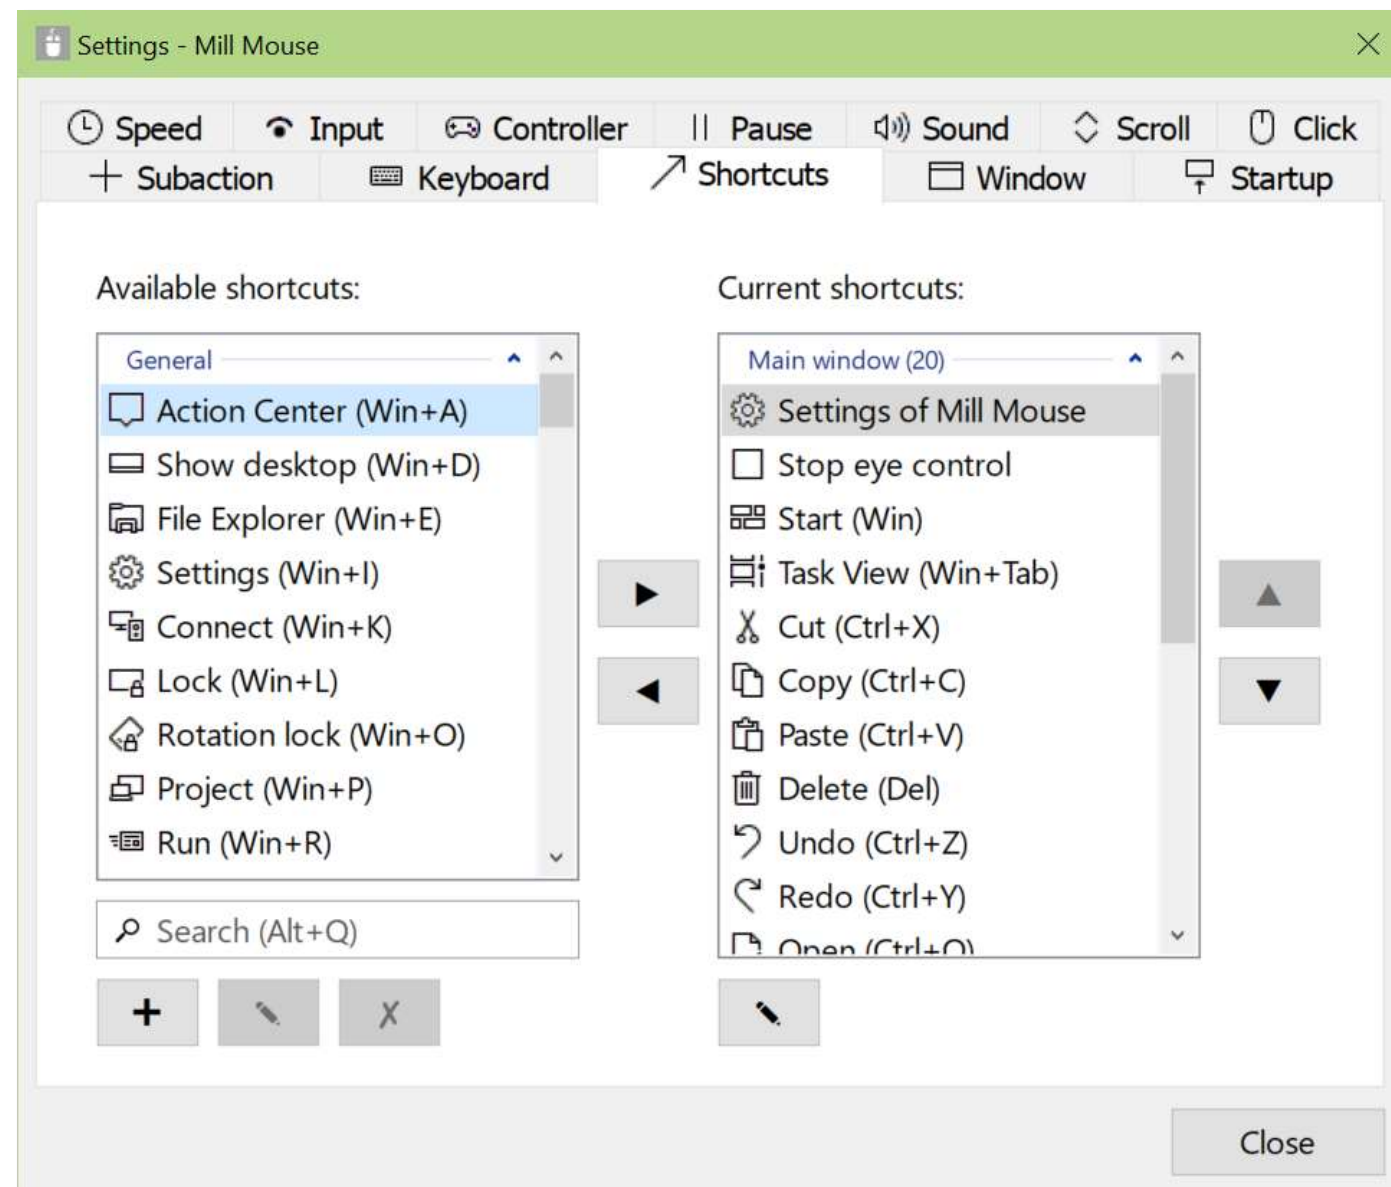 Settings - Mill Mouse
Speed Input Controller Pause Sound Scroll Click
Subaction Keyboard Shortcuts Window Startup
Available shortcuts:
General
Action Center (Win+A)
Show desktop (Win+D)
File Explorer (Win+E)
Settings (Win+I)
Connect (Win+K)
Lock (Win+L)
Rotation lock (Win+O)
Project (Win+P)
Run (Win+R)
Search (Alt+Q)
Current shortcuts:
Main window (20)
Settings of Mill Mouse
Stop eye control
Start (Win)
Task View (Win+Tab)
Cut (Ctrl+X)
Copy (Ctrl+C)
Paste (Ctrl+V)
Delete (Del)
Undo (Ctrl+Z)
Redo (Ctrl+Y)
Open (Ctrl+O)
Close